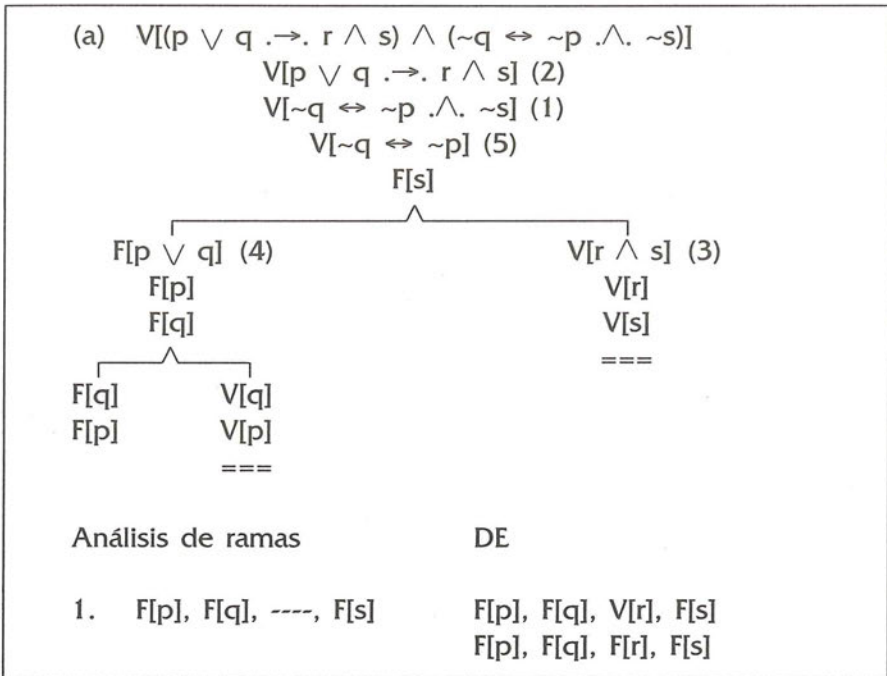 (a) V[(p ∨ q .→. r ∧ s) ∧ (~q ↔ ~p .∧. ~s)]
V[p ∨ q .→. r ∧ s] (2)
V[~q ↔ ~p .∧. ~s] (1)
V[~q ↔ ~p] (5)
F[s]
F[p ∨ q] (4) V[r ∧ s] (3)
F[p] V[r]
F[q] V[s]
===
F[q] V[q]
F[p] V[p]
===
Análisis de ramas DE
1. F[p], F[q], ----, F[s] F[p], F[q], V[r], F[s]
F[p], F[q], F[r], F[s]